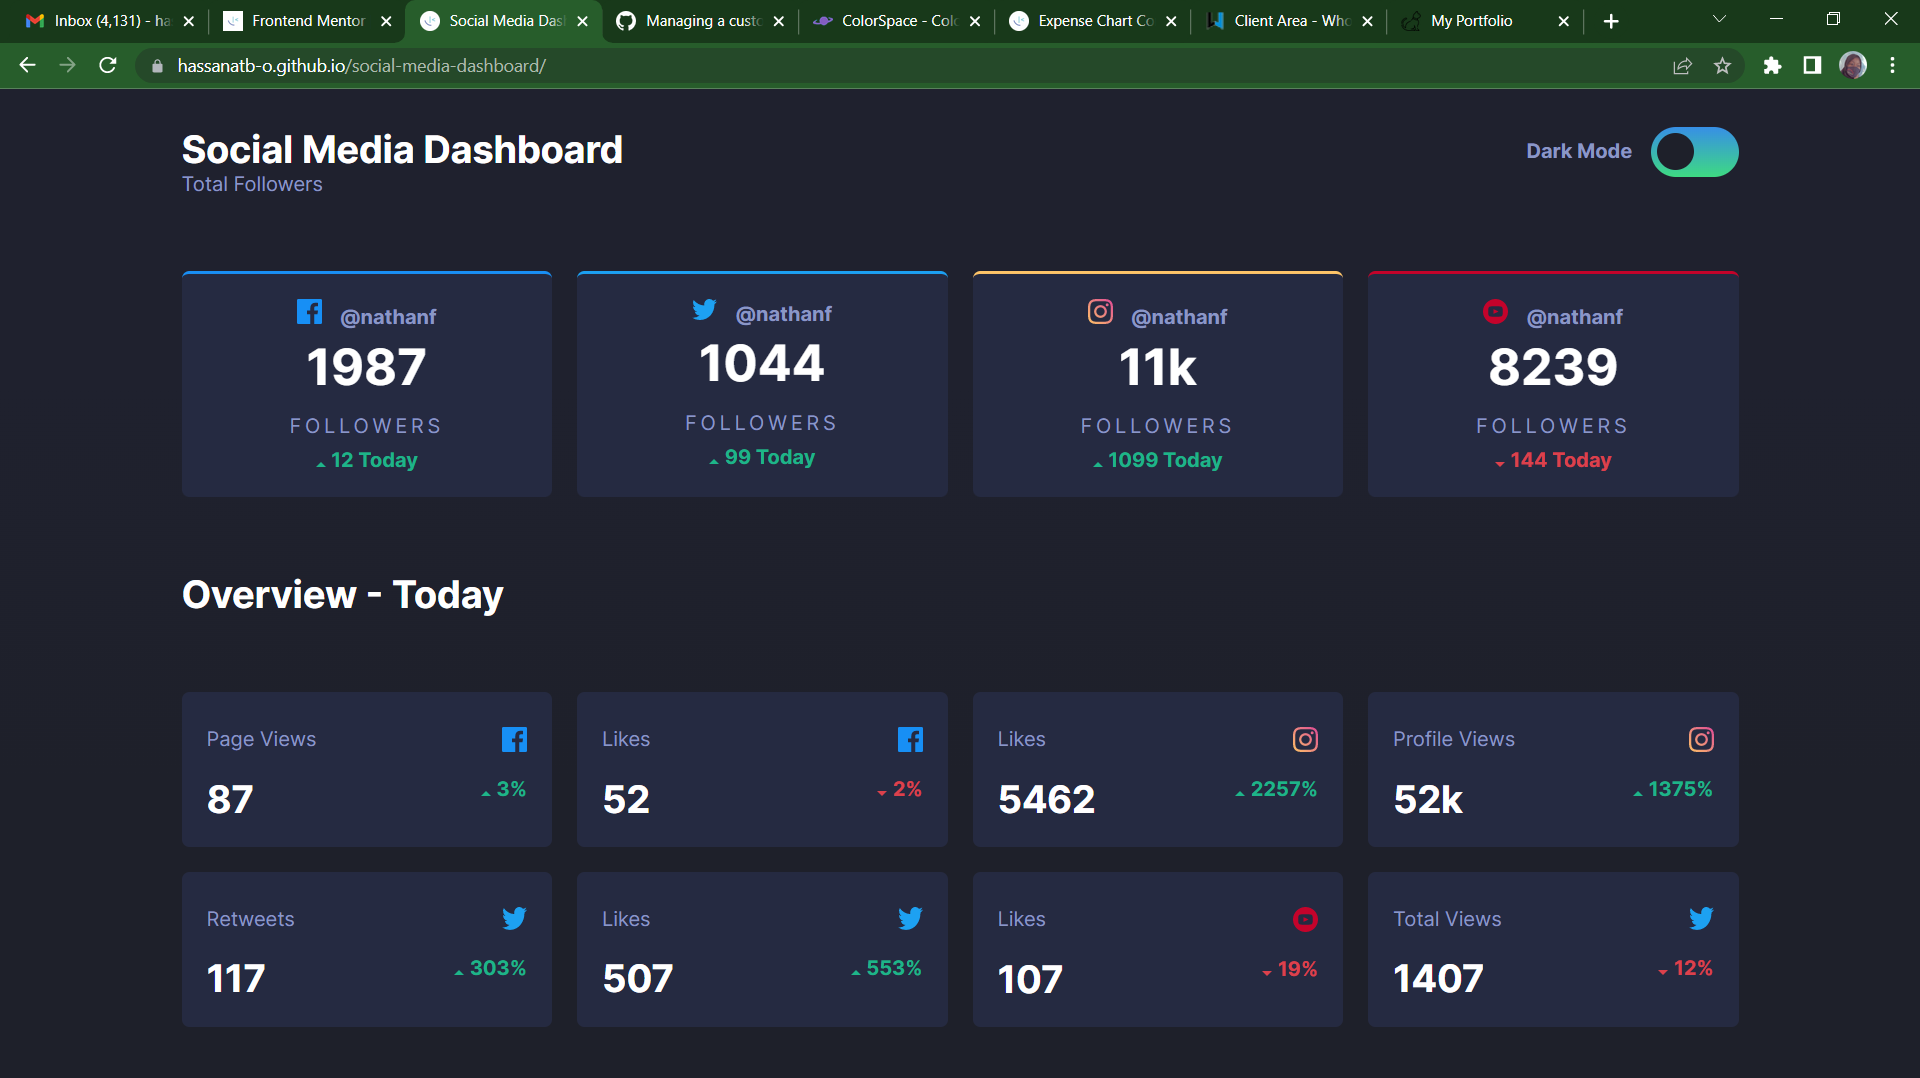 Inbox (4,131) - ha
Frontend Mentor
Social Media Das
Managing a custo
ColorSpace - Colo
Expense Chart Co
Client Area - Who
My Portfolio
hassanatb-o.github.io/social-media-dashboard/
Social Media Dashboard
Total Followers
Dark Mode
@nathanf
1987
FOLLOWERS
12 Today
@nathanf
1044
FOLLOWERS
99 Today
@nathanf
11k
FOLLOWERS
1099 Today
@nathanf
8239
FOLLOWERS
144 Today
Overview - Today
Page Views
87
3%
Likes
52
2%
Likes
5462
2257%
Profile Views
52k
1375%
Retweets
117
303%
Likes
507
553%
Likes
107
19%
Total Views
1407
12%